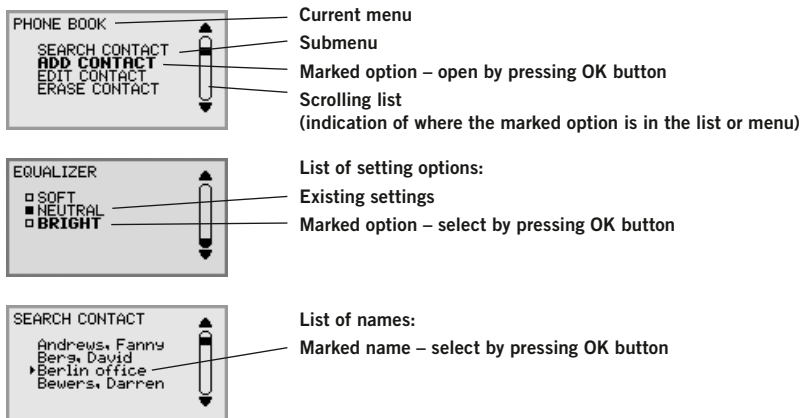 PHONE BOOK
SEARCH CONTACT
ADD CONTACT
EDIT CONTACT
ERASE CONTACT
Current menu
Submenu
Marked option – open by pressing OK button
Scrolling list
(indication of where the marked option is in the list or menu)
EQUALIZER
SOFT
NEUTRAL
BRIGHT
List of setting options:
Existing settings
Marked option – select by pressing OK button
SEARCH CONTACT
Andrews, Fanny
Berg, David
Berlin office
Bewers, Darren
List of names:
Marked name – select by pressing OK button